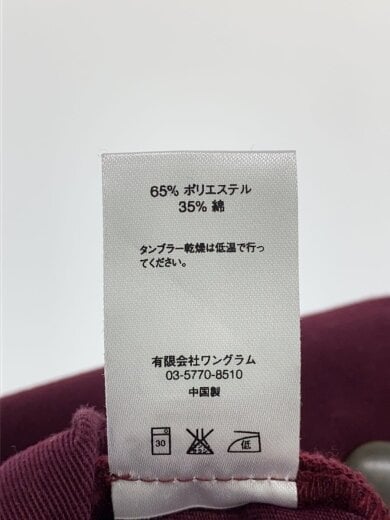 65% ポリエステル
35% 綿
タンブラー乾燥は低温で行っ
てください。
有限会社ワングラム
03-5770-8510
中国製
30
低